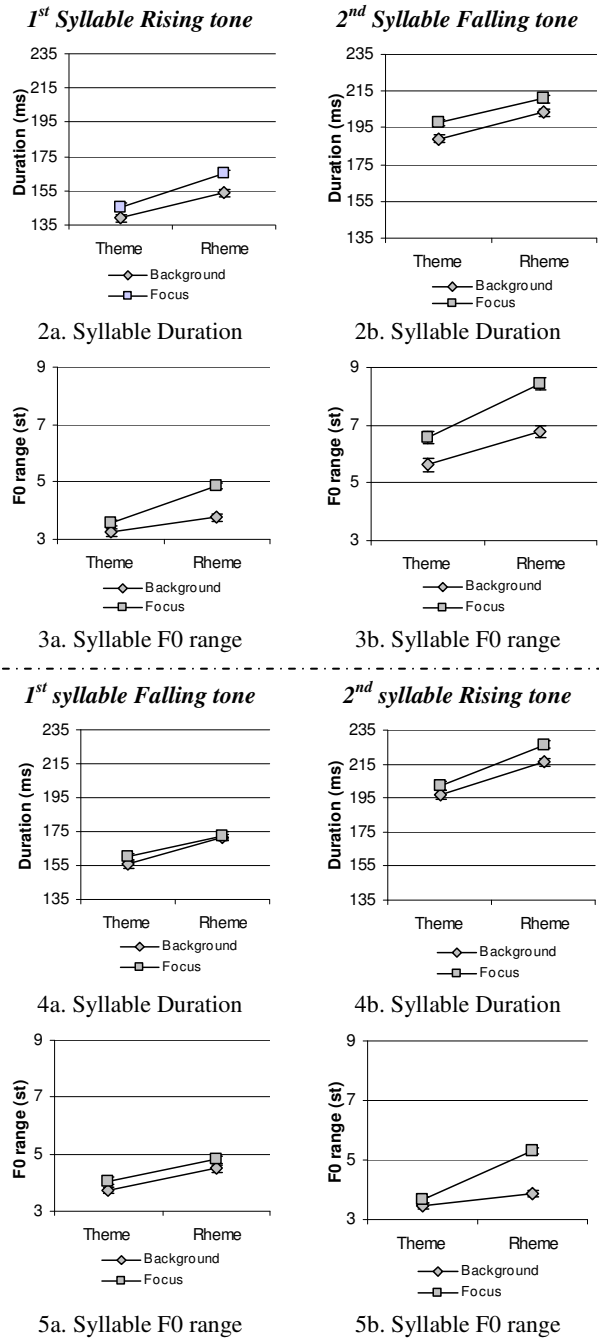 1st Syllable Rising tone
2nd Syllable Falling tone
Duration (ms)
235
215
195
175
155
135
Theme
Rheme
Background
Focus
2a. Syllable Duration
Duration (ms)
235
215
195
175
155
135
Theme
Rheme
Background
Focus
2b. Syllable Duration
F0 range (st)
9
7
5
3
Theme
Rheme
Background
Focus
3a. Syllable F0 range
F0 range (st)
9
7
5
3
Theme
Rheme
Background
Focus
3b. Syllable F0 range
1st syllable Falling tone
2nd syllable Rising tone
Duration (ms)
235
215
195
175
155
135
Theme
Rheme
Background
Focus
4a. Syllable Duration
Duration (ms)
235
215
195
175
155
135
Theme
Rheme
Background
Focus
4b. Syllable Duration
F0 range (st)
9
7
5
3
Theme
Rheme
Background
Focus
5a. Syllable F0 range
F0 range (st)
9
7
5
3
Theme
Rheme
Background
Focus
5b. Syllable F0 range